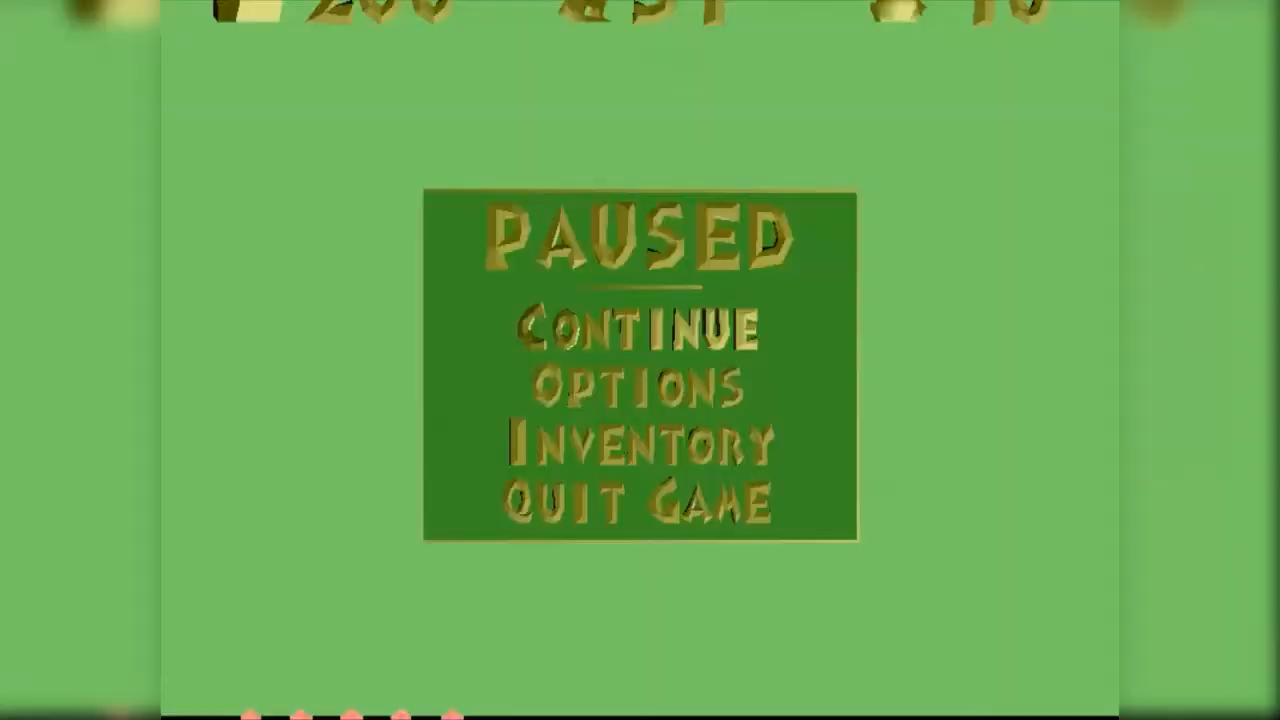 PAUSED
CONTINUE
OPTIONS
INVENTORY
QUIT GAME